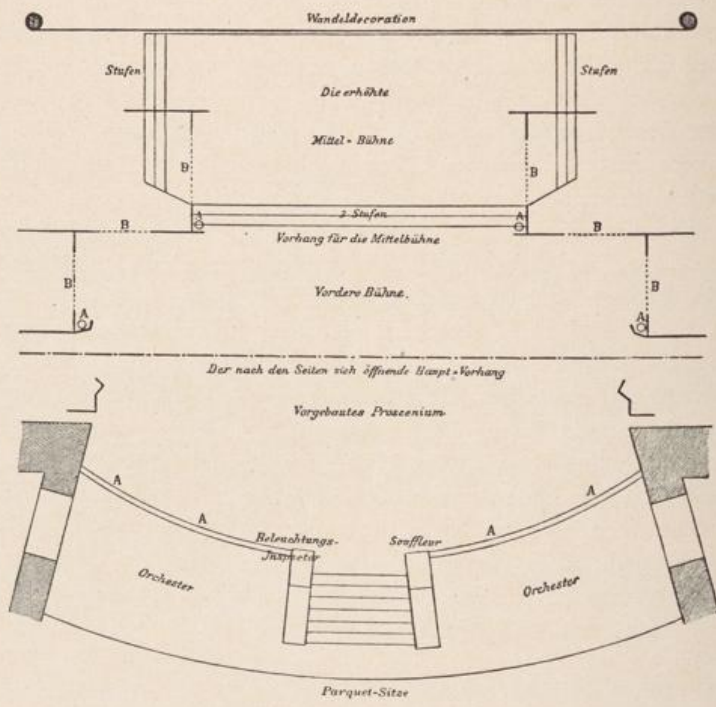 Wandeldecoration
Stufen
Stufen
Die erhöhte
Mittel-Bühne
B
B
A
3 Stufen
A
B
Vorhang für die Mittelbühne
B
B
Vordere Bühne.
B
A
A
Der nach den Seiten sich öffnende Haupt-Vorhang
Vorgebautes Proscenium
A
A
A
A
Beleuchtungs-
Inspector
Souffleur
Orchester
Orchester
Parquet-Sitze